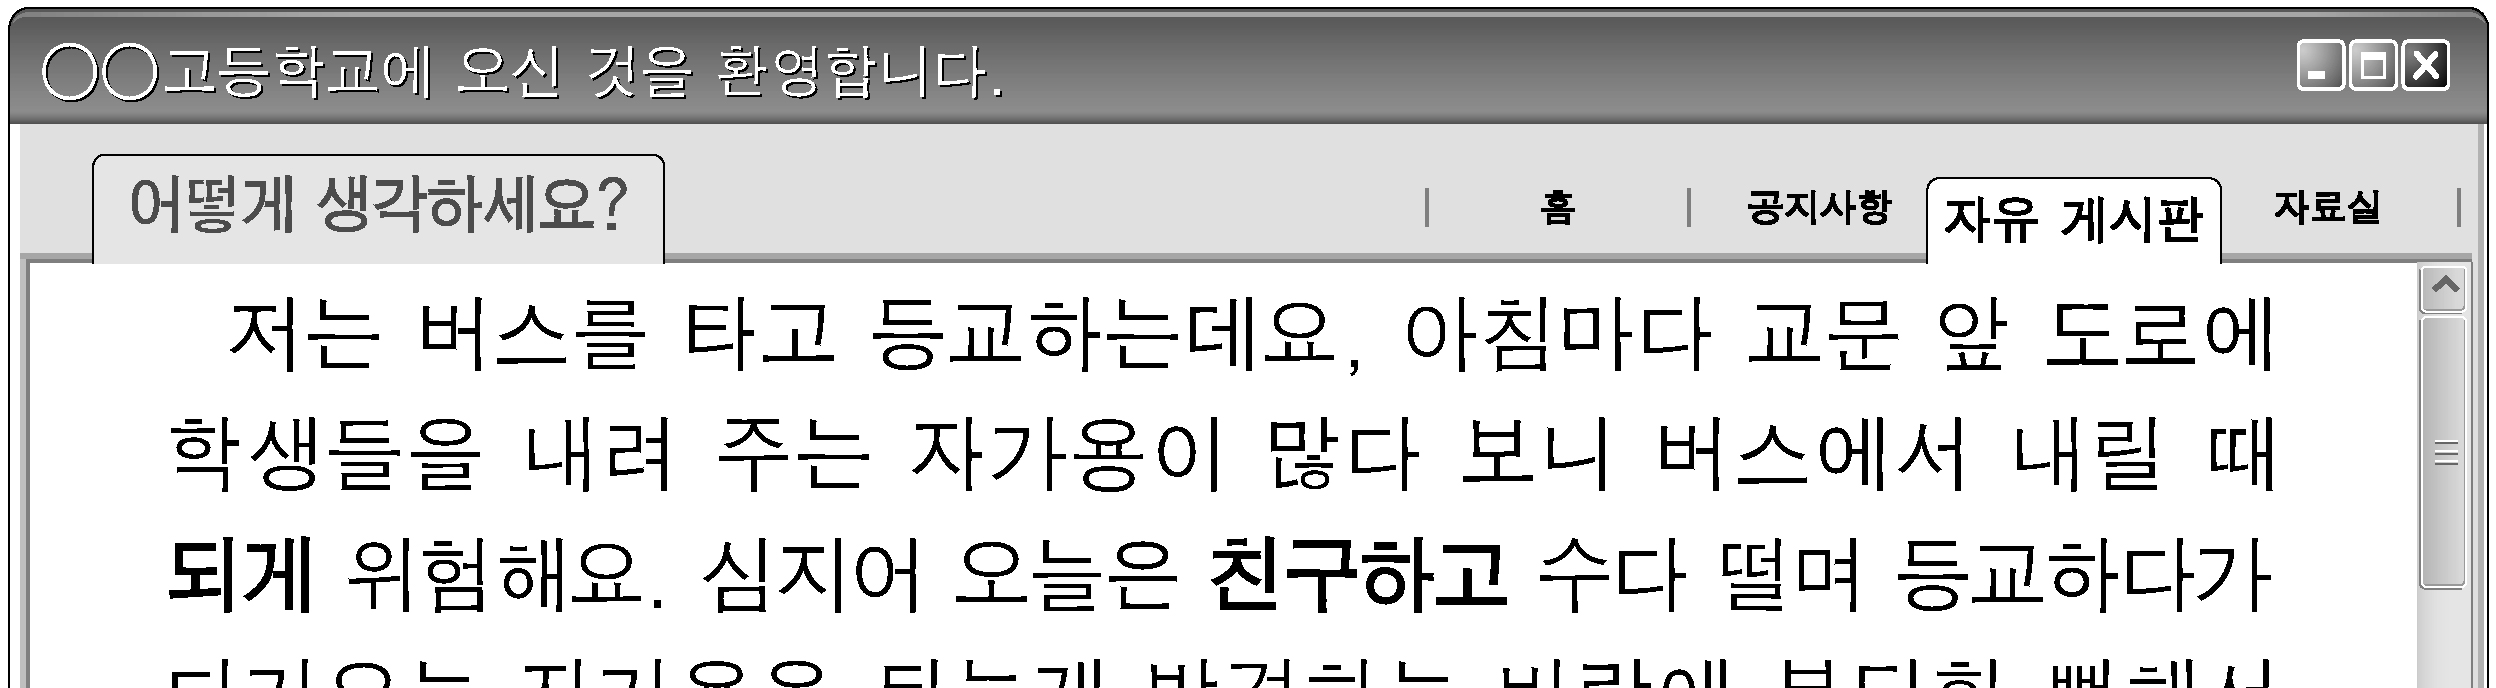 ○○고등학교에 오신 것을 환영합니다.
어떻게 생각하세요?
홈 공지사항 자유 게시판 자료실
저는 버스를 타고 등교하는데요, 아침마다 교문 앞 도로에
학생들을 내려 주는 자가용이 많다 보니 버스에서 내릴 때
되게 위험해요. 심지어 오늘은 친구하고 수다 떨며 등교하다가